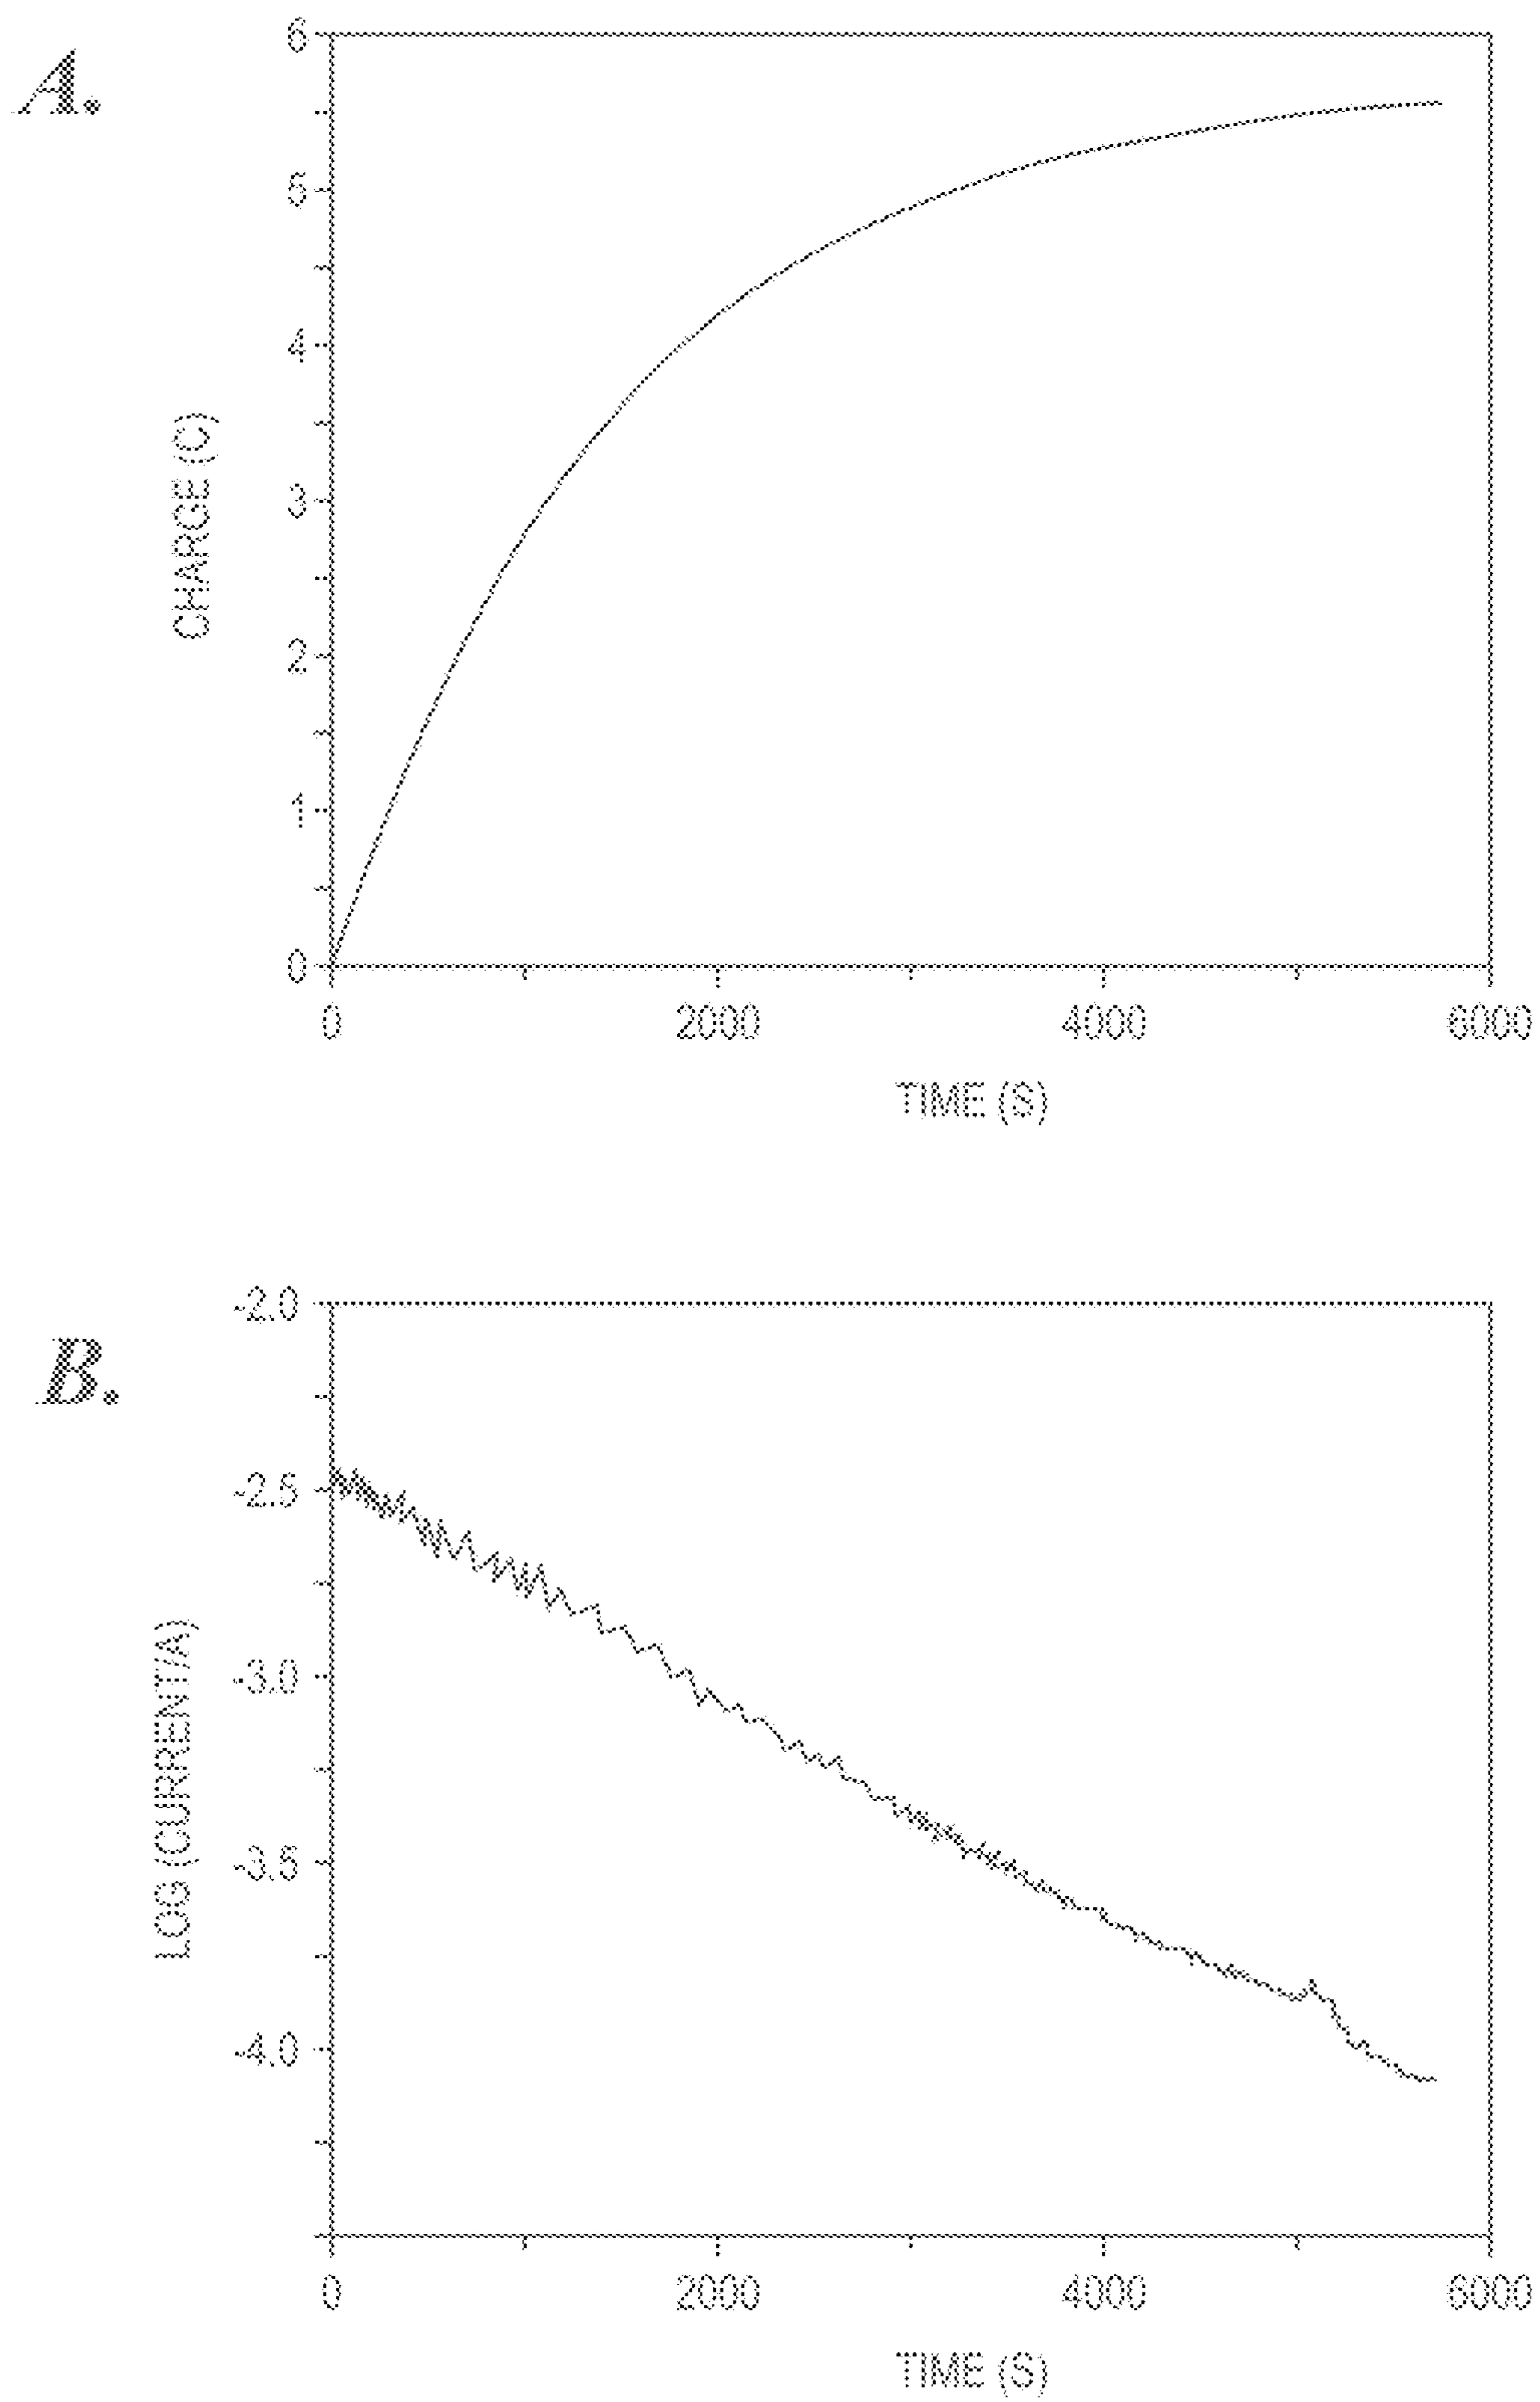 A.
6
5
4
3
2
1
0
CHARGE (C)
0 2000 4000 6000
TIME (S)
B.
-2.0
-2.5
-3.0
-3.5
-4.0
LOG (CURRENT/A)
0 2000 4000 6000
TIME (S)